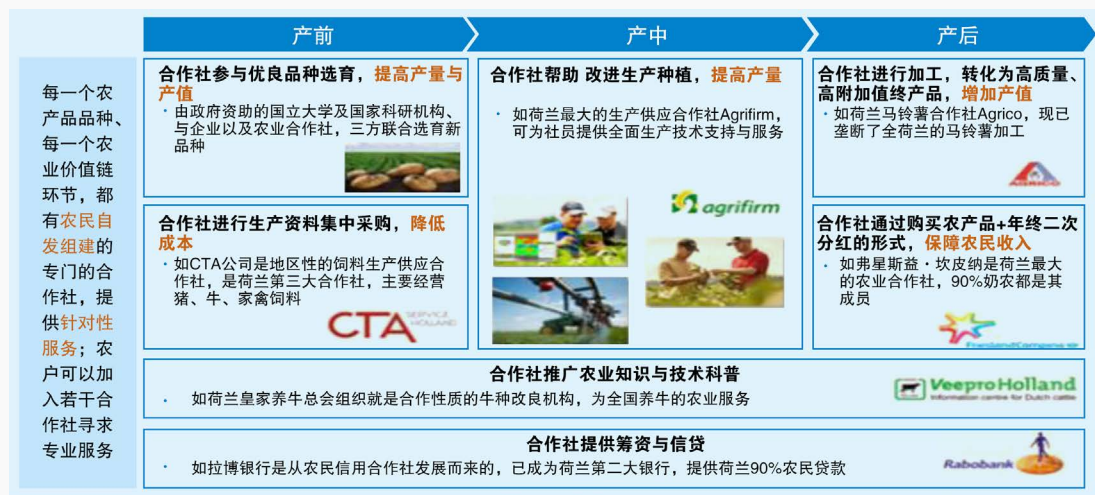 产前
产中
产后
每一个农
产品品种、
每一个农
业价值链
环节，都
有农民自
发组建的
专门的合
作社，提
供针对性
服务；农
户可以加
入若干合
作社寻求
专业服务
合作社参与优良品种选育，提高产量与
产值
· 由政府资助的国立大学及国家科研机构、
与企业以及农业合作社，三方联合选育新
品种
合作社进行生产资料集中采购，降低
成本
· 如CTA公司是地区性的饲料生产供应合
作社，是荷兰第三大合作社，主要经营
猪、牛、家禽饲料
CTA
SERVICE
HOLLAND
合作社帮助 改进生产种植，提高产量
· 如荷兰最大的生产供应合作社Agrifirm，
可为社员提供全面生产技术支持与服务
agrifirm
合作社进行加工，转化为高质量、
高附加值终产品，增加产值
· 如荷兰马铃薯合作社Agrico，现已
垄断了全荷兰的马铃薯加工
AGRICO
合作社通过购买农产品+年终二次
分红的形式，保障农民收入
· 如弗星斯益·坎皮纳是荷兰最大
的农业合作社，90%奶农都是其
成员
FrieslandCampina
合作社推广农业知识与技术科普
· 如荷兰皇家养牛总会组织就是合作性质的牛种改良机构，为全国养牛的农业服务
VeeproHolland
Information centre for Dutch cattle
合作社提供筹资与信贷
· 如拉博银行是从农民信用合作社发展而来的，已成为荷兰第二大银行，提供荷兰90%农民贷款
Rabobank